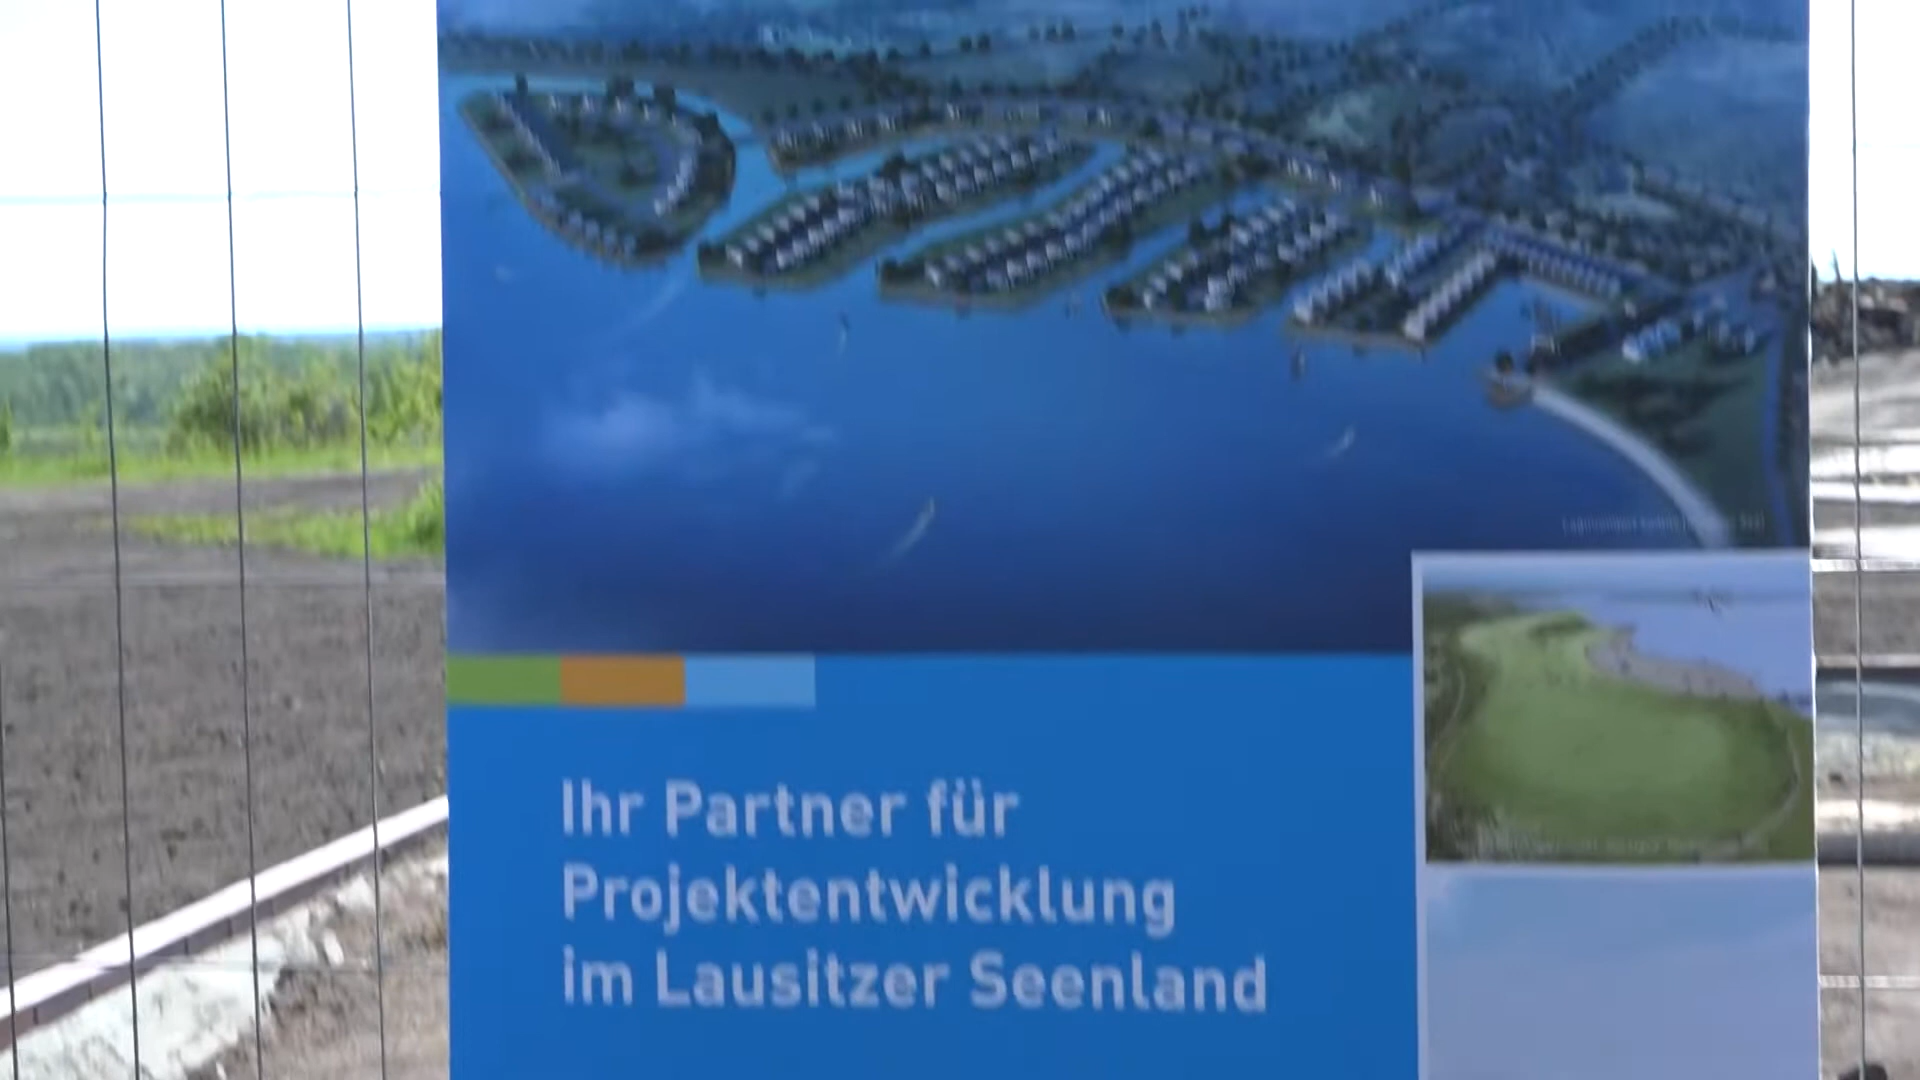 Ihr Partner für
Projektentwicklung
im Lausitzer Seenland